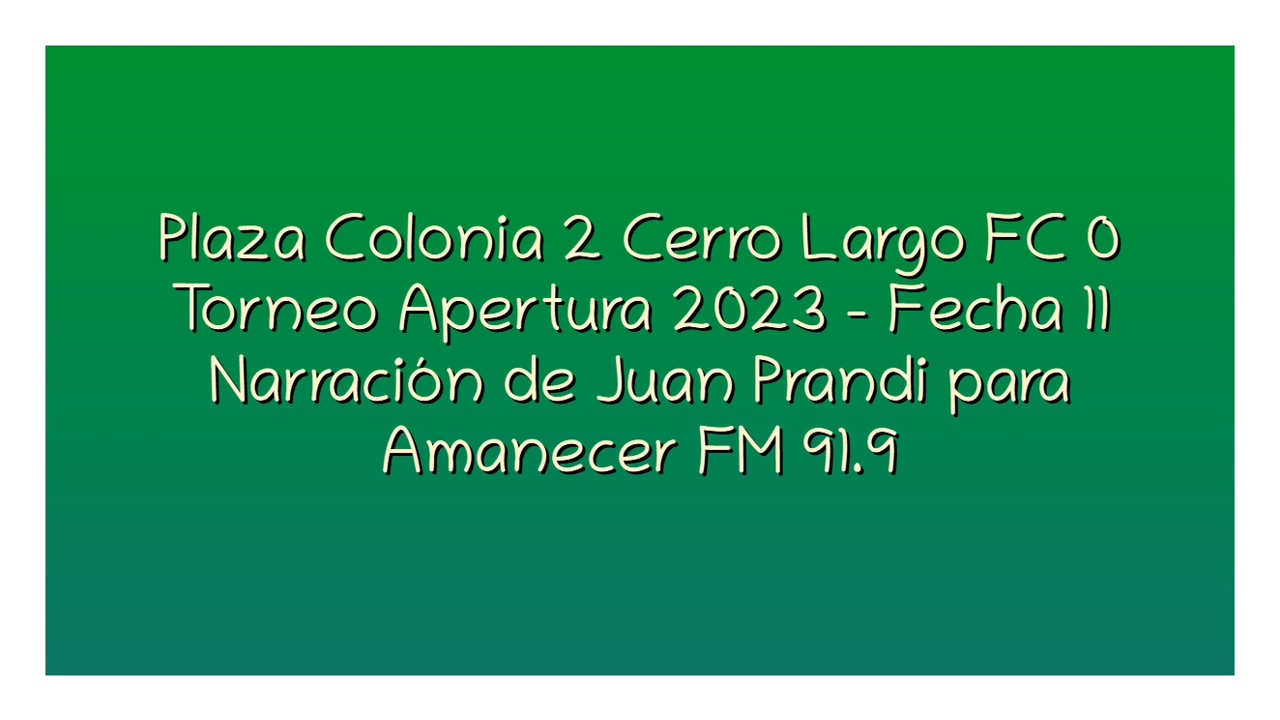 Plaza Colonia 2 Cerro Largo FC 0
Torneo Apertura 2023 - Fecha 11
Narración de Juan Prandi para
Amanecer FM 91.9